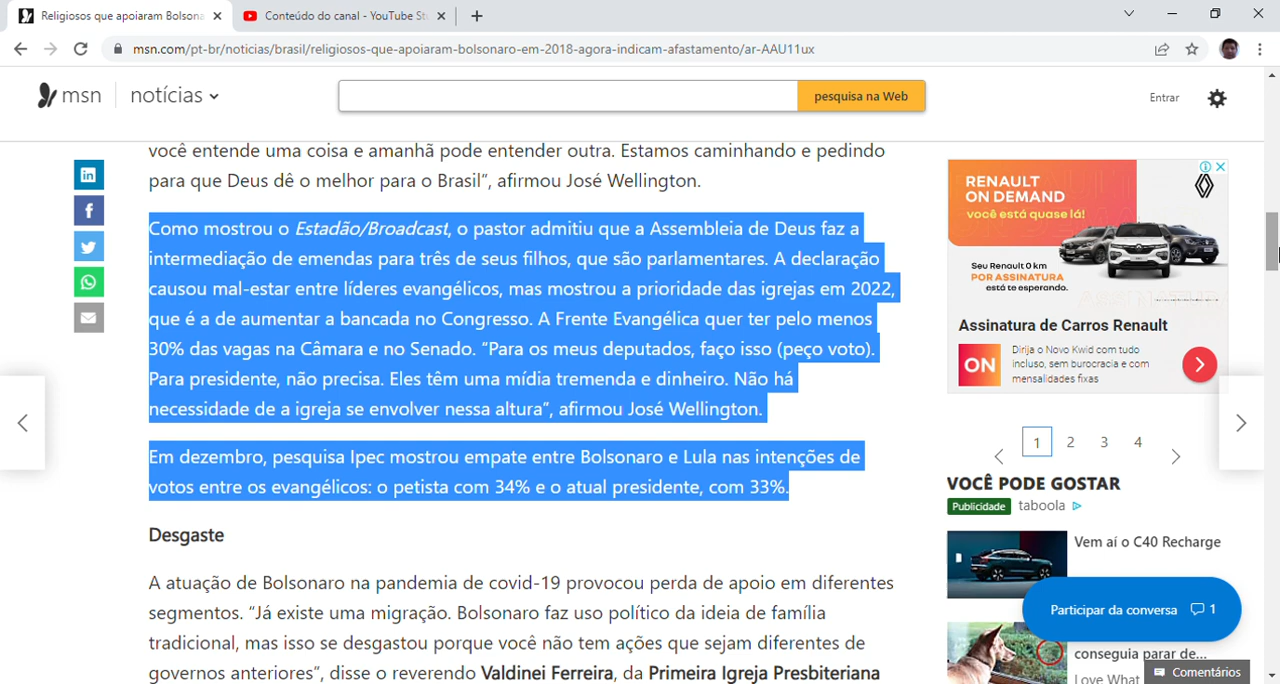 Religiosos que apoiaram Bolsona
Conteúdo do canal - YouTube St
msn.com/pt-br/noticias/brasil/religiosos-que-apoiaram-bolsonaro-em-2018-agora-indicam-afastamento/ar-AAU11ux
msn
notícias
pesquisa na Web
Entrar
você entende uma coisa e amanhã pode entender outra. Estamos caminhando e pedindo
para que Deus dê o melhor para o Brasil”, afirmou José Wellington.
Como mostrou o Estadão/Broadcast, o pastor admitiu que a Assembleia de Deus faz a
intermediação de emendas para três de seus filhos, que são parlamentares. A declaração
causou mal-estar entre líderes evangélicos, mas mostrou a prioridade das igrejas em 2022,
que é a de aumentar a bancada no Congresso. A Frente Evangélica quer ter pelo menos
30% das vagas na Câmara e no Senado. “Para os meus deputados, faço isso (peço voto).
Para presidente, não precisa. Eles têm uma mídia tremenda e dinheiro. Não há
necessidade de a igreja se envolver nessa altura”, afirmou José Wellington.
Em dezembro, pesquisa Ipec mostrou empate entre Bolsonaro e Lula nas intenções de
votos entre os evangélicos: o petista com 34% e o atual presidente, com 33%.
Desgaste
A atuação de Bolsonaro na pandemia de covid-19 provocou perda de apoio em diferentes
segmentos. “Já existe uma migração. Bolsonaro faz uso político da ideia de família
tradicional, mas isso se desgastou porque você não tem ações que sejam diferentes de
governos anteriores”, disse o reverendo Valdinei Ferreira, da Primeira Igreja Presbiteriana
RENAULT
ON DEMAND
você está quase lá!
Seu Renault 0 km
POR ASSINATURA
está te esperando.
Assinatura de Carros Renault
ON
Dirija o Novo Kwid com tudo
incluso, sem burocracia e com
mensalidades fixas
1 2 3 4
VOCÊ PODE GOSTAR
Publicidade taboola
Vem aí o C40 Recharge
Participar da conversa 1
conseguia parar de...
Love What
Comentários